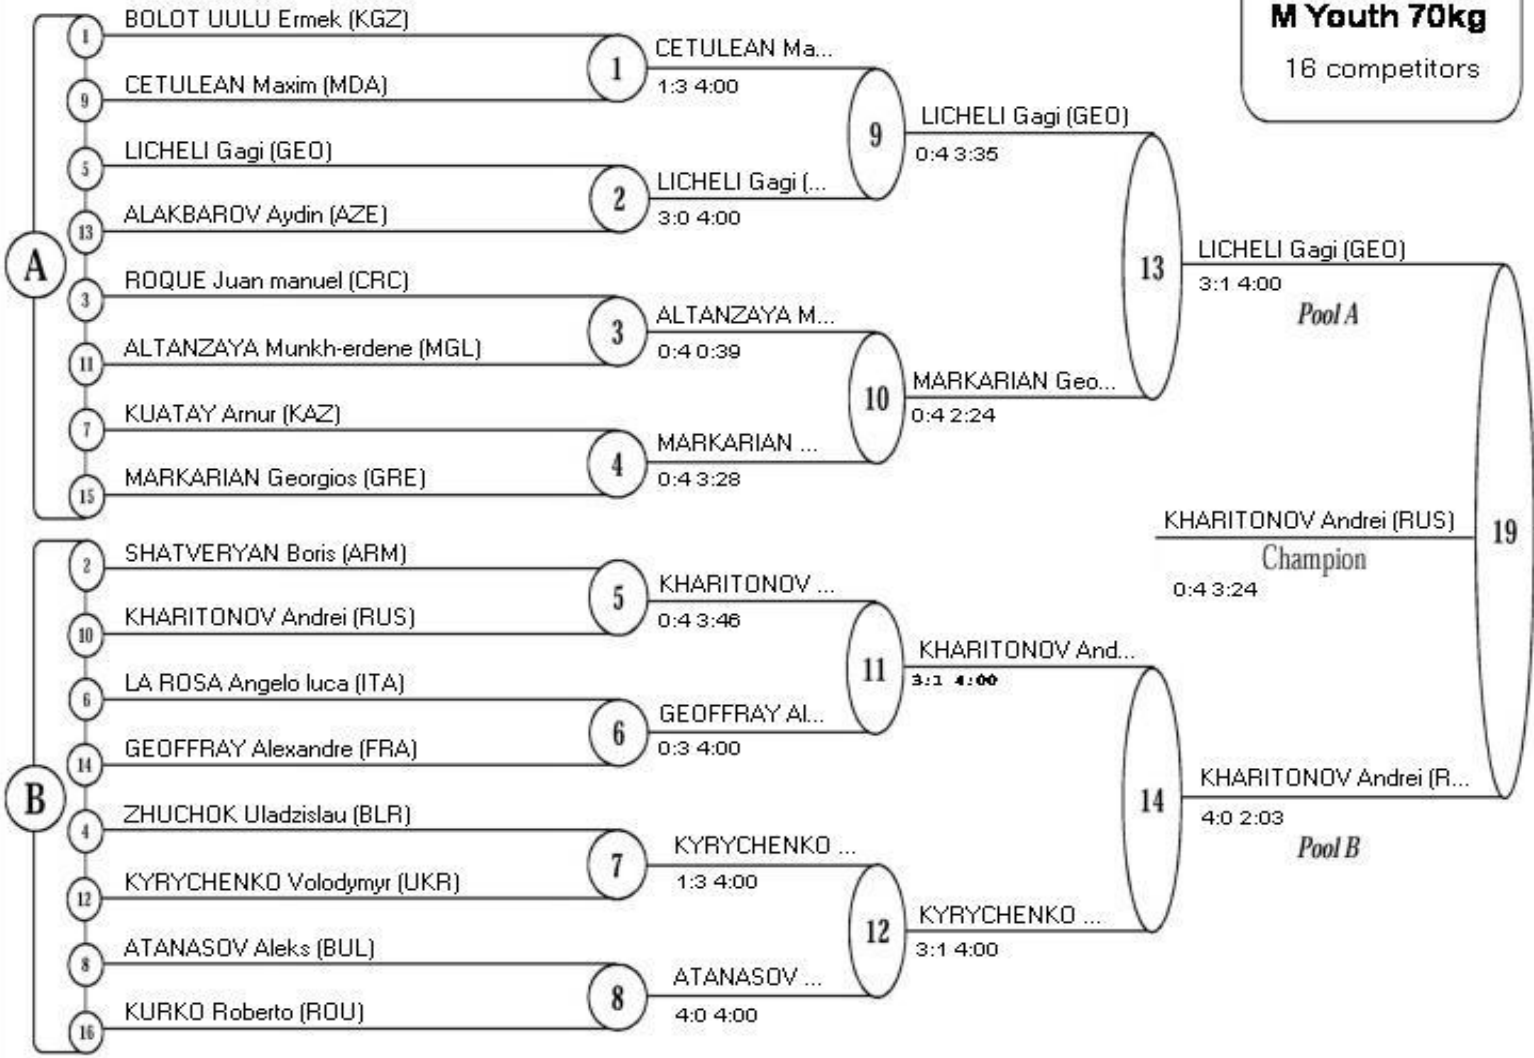 M Youth 70kg
16 competitors
A
1 BOLOT UULU Ermek (KGZ)
9 CETULEAN Maxim (MDA)
5 LICHELI Gagi (GEO)
13 ALAKBAROV Aydin (AZE)
3 ROQUE Juan manuel (CRC)
11 ALTANZAYA Munkh-erdene (MGL)
7 KUATAY Arnur (KAZ)
15 MARKARIAN Georgios (GRE)
B
2 SHATVERYAN Boris (ARM)
10 KHARITONOV Andrei (RUS)
6 LA ROSA Angelo luca (ITA)
14 GEOFFRAY Alexandre (FRA)
4 ZHUCHOK Uladzislau (BLR)
12 KYRYCHENKO Volodymyr (UKR)
8 ATANASOV Aleks (BUL)
16 KURKO Roberto (ROU)
1
CETULEAN Ma...
1:3 4:00
2
LICHELI Gagi (...
3:0 4:00
3
ALTANZAYA M...
0:4 0:39
4
MARKARIAN ...
0:4 3:28
5
KHARITONOV ...
0:4 3:46
6
GEOFFRAY Al...
0:3 4:00
7
KYRYCHENKO ...
1:3 4:00
8
ATANASOV ...
4:0 4:00
9
LICHELI Gagi (GEO)
0:4 3:35
10
MARKARIAN Geo...
0:4 2:24
11
KHARITONOV And...
3:1 4:00
12
KYRYCHENKO ...
3:1 4:00
13
LICHELI Gagi (GEO)
3:1 4:00
Pool A
14
KHARITONOV Andrei (R...
4:0 2:03
Pool B
19
KHARITONOV Andrei (RUS)
Champion
0:4 3:24